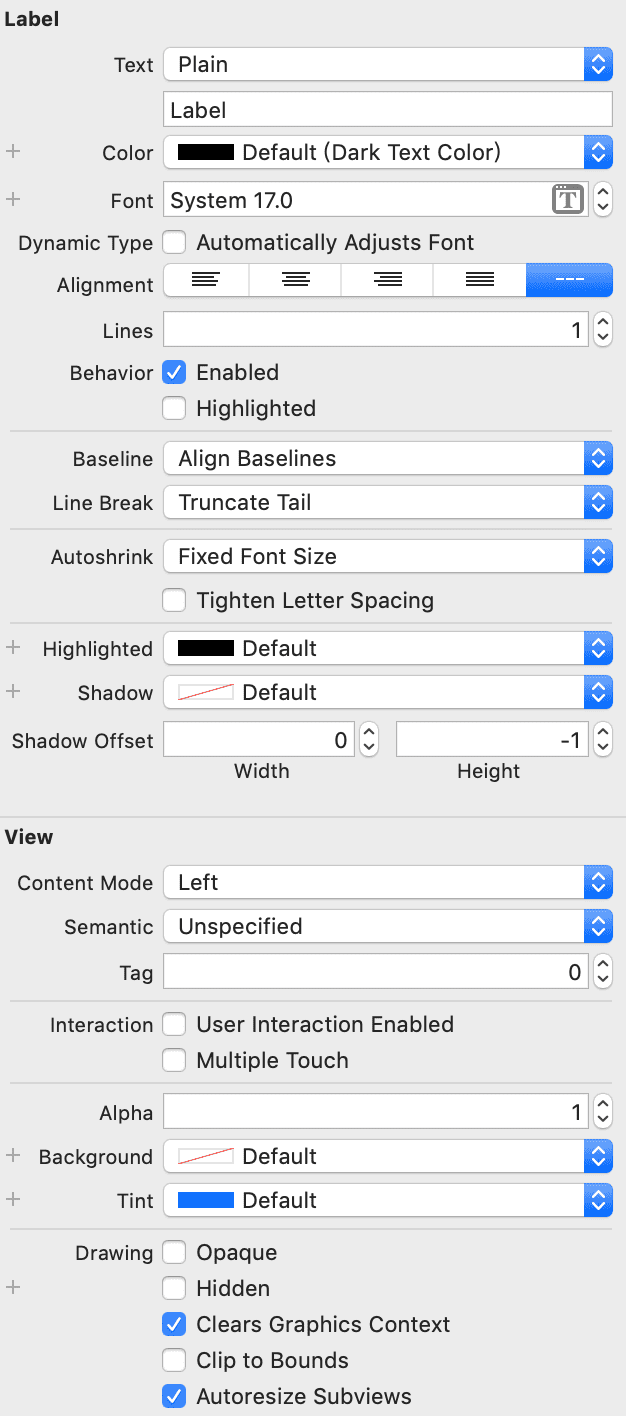 Label
Text Plain
Label
+ Color Default (Dark Text Color)
+ Font System 17.0 T
Dynamic Type Automatically Adjusts Font
Alignment ---
Lines 1
Behavior Enabled
Highlighted
Baseline Align Baselines
Line Break Truncate Tail
Autoshrink Fixed Font Size
Tighten Letter Spacing
+ Highlighted Default
+ Shadow Default
Shadow Offset 0 -1
Width Height
View
Content Mode Left
Semantic Unspecified
Tag 0
Interaction User Interaction Enabled
Multiple Touch
Alpha 1
+ Background Default
+ Tint Default
Drawing Opaque
+ Hidden
Clears Graphics Context
Clip to Bounds
Autoresize Subviews